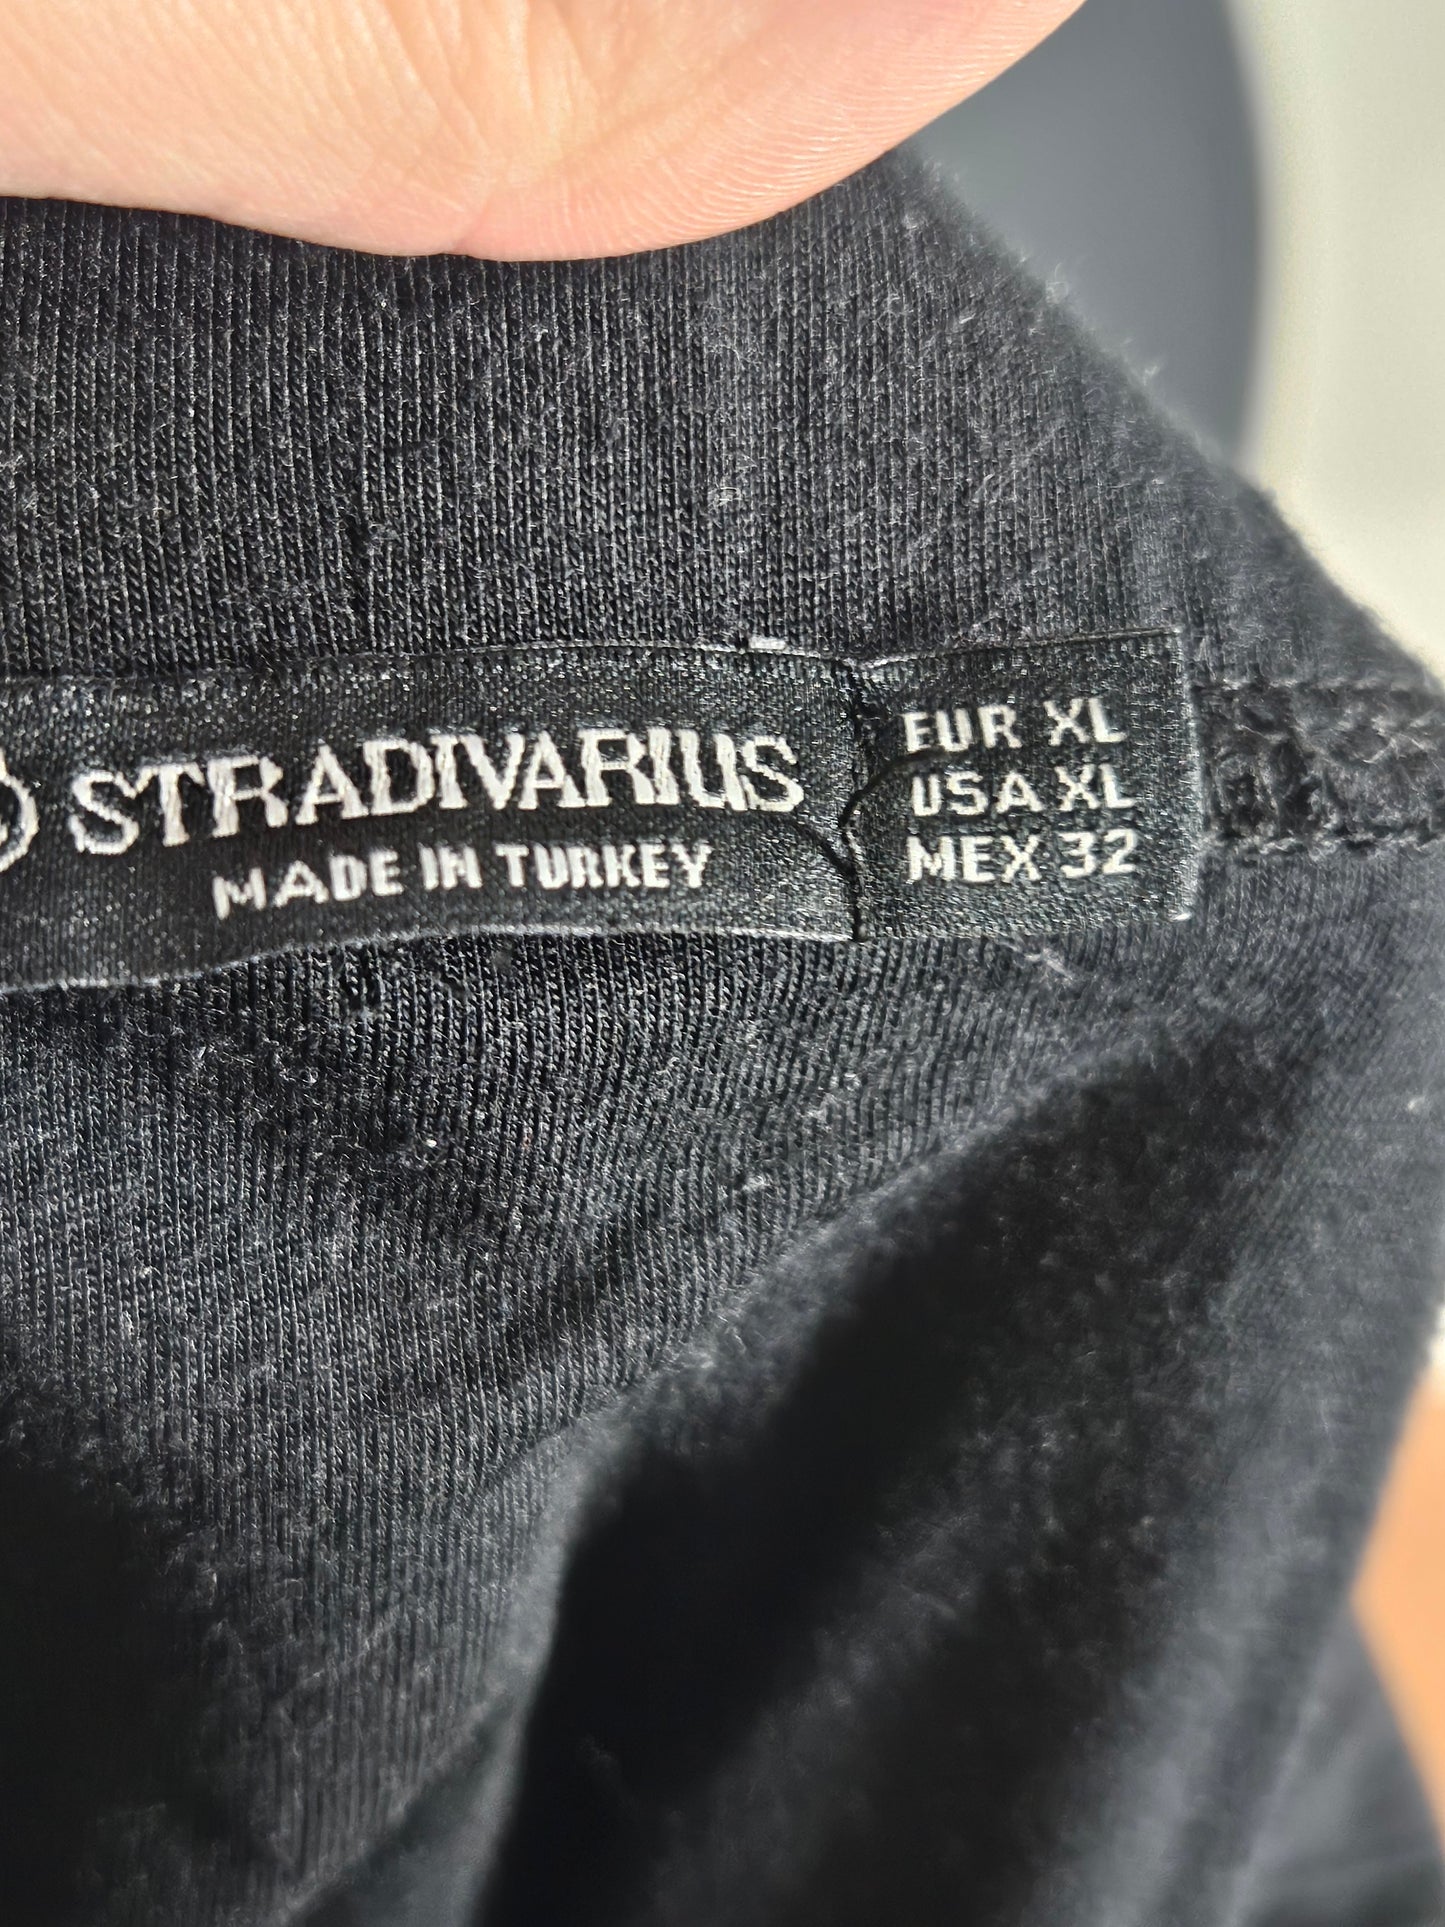 STRADIVARIUS
MADE IN TURKEY
EUR XL
USA XL
MEX 32